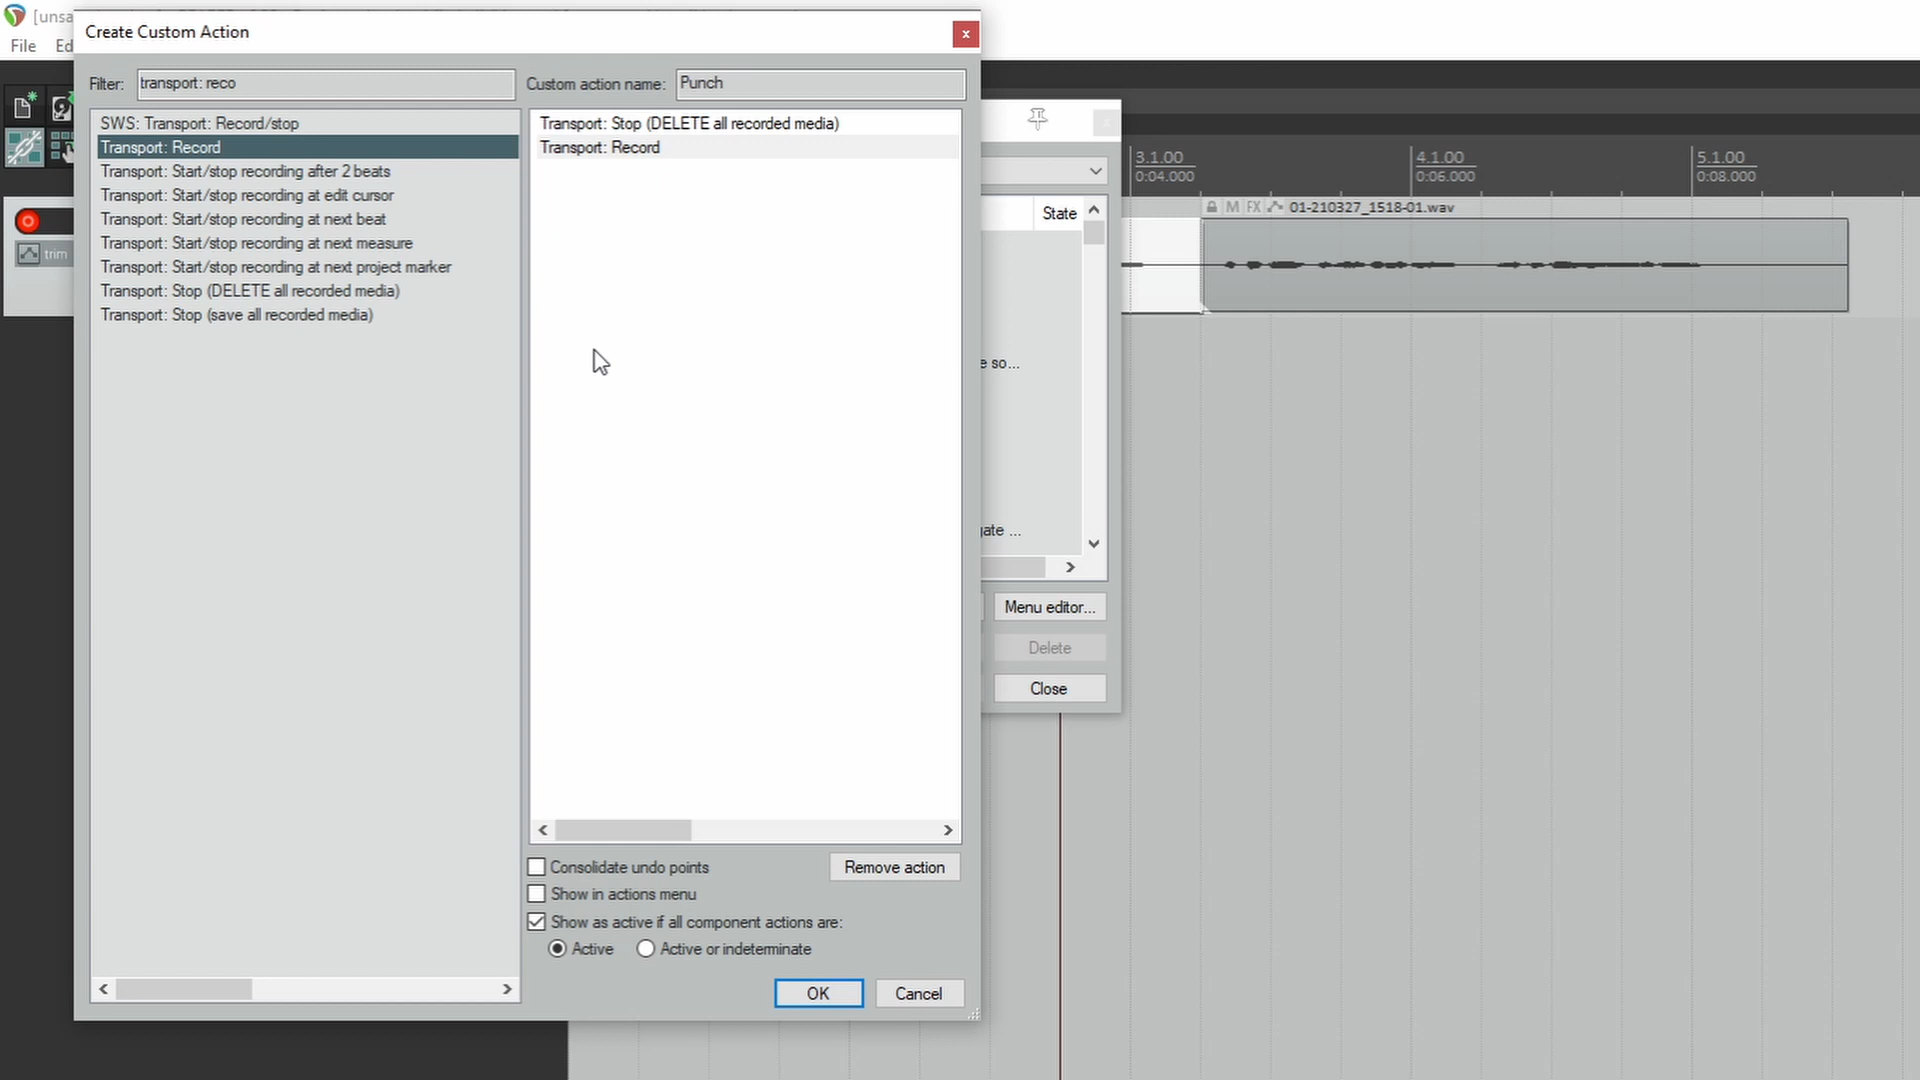 [unsa
File Ed
Create Custom Action
x
Filter: transport: reco
Custom action name: Punch
SWS: Transport: Record/stop
Transport: Record
Transport: Start/stop recording after 2 beats
Transport: Start/stop recording at edit cursor
Transport: Start/stop recording at next beat
Transport: Start/stop recording at next measure
Transport: Start/stop recording at next project marker
Transport: Stop (DELETE all recorded media)
Transport: Stop (save all recorded media)
Transport: Stop (DELETE all recorded media)
Transport: Record
Consolidate undo points
Remove action
Show in actions menu
Show as active if all component actions are:
Active
Active or indeterminate
OK
Cancel
trim
State
e so...
gate ...
Menu editor...
Delete
Close
3.1.00
0:04.000
4.1.00
0:06.000
5.1.00
0:08.000
M FX 01-210327_1518-01.wav